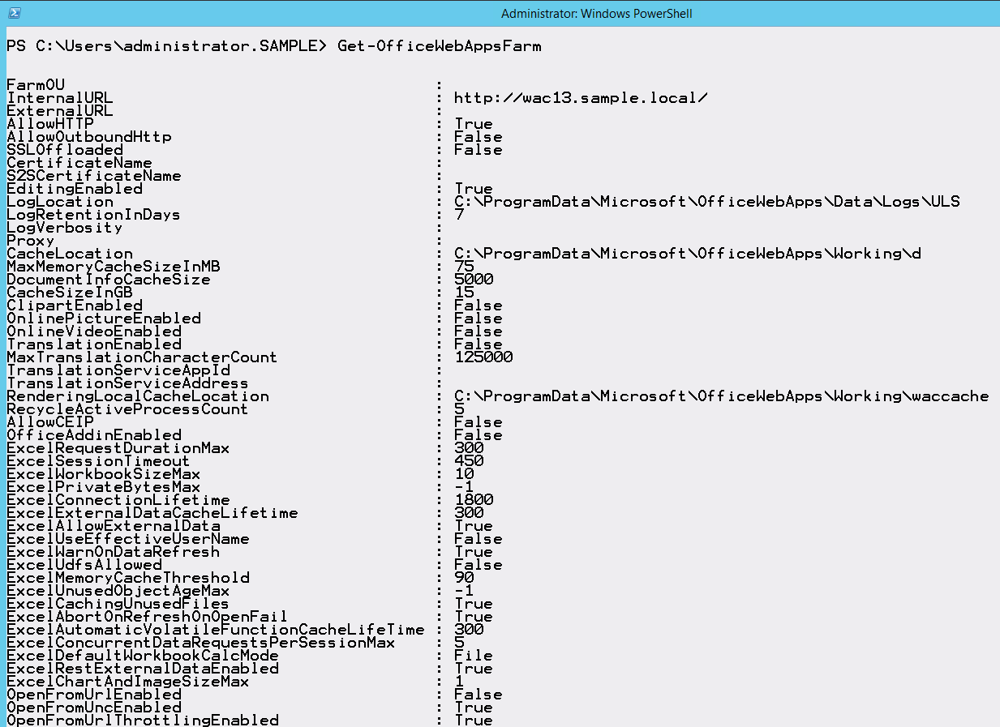 Administrator: Windows PowerShell
PS C:\Users\administrator.SAMPLE> Get-OfficeWebAppsFarm
FarmOU :
InternalURL : http://wac13.sample.local/
ExternalURL :
AllowHTTP : True
AllowOutboundHttp : False
SSLOffloaded : False
CertificateName :
S2SCertificateName :
EditingEnabled : True
LogLocation : C:\ProgramData\Microsoft\OfficeWebApps\Data\Logs\ULS
LogRetentionInDays : 7
LogVerbosity :
Proxy :
CacheLocation : C:\ProgramData\Microsoft\OfficeWebApps\Working\d
MaxMemoryCacheSizeInMB : 75
DocumentInfoCacheSize : 5000
CacheSizeInGB : 15
ClipartEnabled : False
OnlinePictureEnabled : False
OnlineVideoEnabled : False
TranslationEnabled : False
MaxTranslationCharacterCount : 125000
TranslationServiceAppId :
TranslationServiceAddress :
RenderingLocalCacheLocation : C:\ProgramData\Microsoft\OfficeWebApps\Working\waccache
RecycleActiveProcessCount : 5
AllowCEIP : False
OfficeAddinEnabled : False
ExcelRequestDurationMax : 300
ExcelSessionTimeout : 450
ExcelWorkbookSizeMax : 10
ExcelPrivateBytesMax : -1
ExcelConnectionLifetime : 1800
ExcelExternalDataCacheLifetime : 300
ExcelAllowExternalData : True
ExcelUseEffectiveUserName : False
ExcelWarnOnDataRefresh : True
ExcelUdfsAllowed : False
ExcelMemoryCacheThreshold : 90
ExcelUnusedObjectAgeMax : -1
ExcelCachingUnusedFiles : True
ExcelAbortOnRefreshOnOpenFail : True
ExcelAutomaticVolatileFunctionCacheLifeTime : 300
ExcelConcurrentDataRequestsPerSessionMax : 5
ExcelDefaultWorkbookCalcMode : File
ExcelRestExternalDataEnabled : True
ExcelChartAndImageSizeMax : 1
OpenFromUrlEnabled : False
OpenFromUncEnabled : True
OpenFromUrlThrottlingEnabled : True